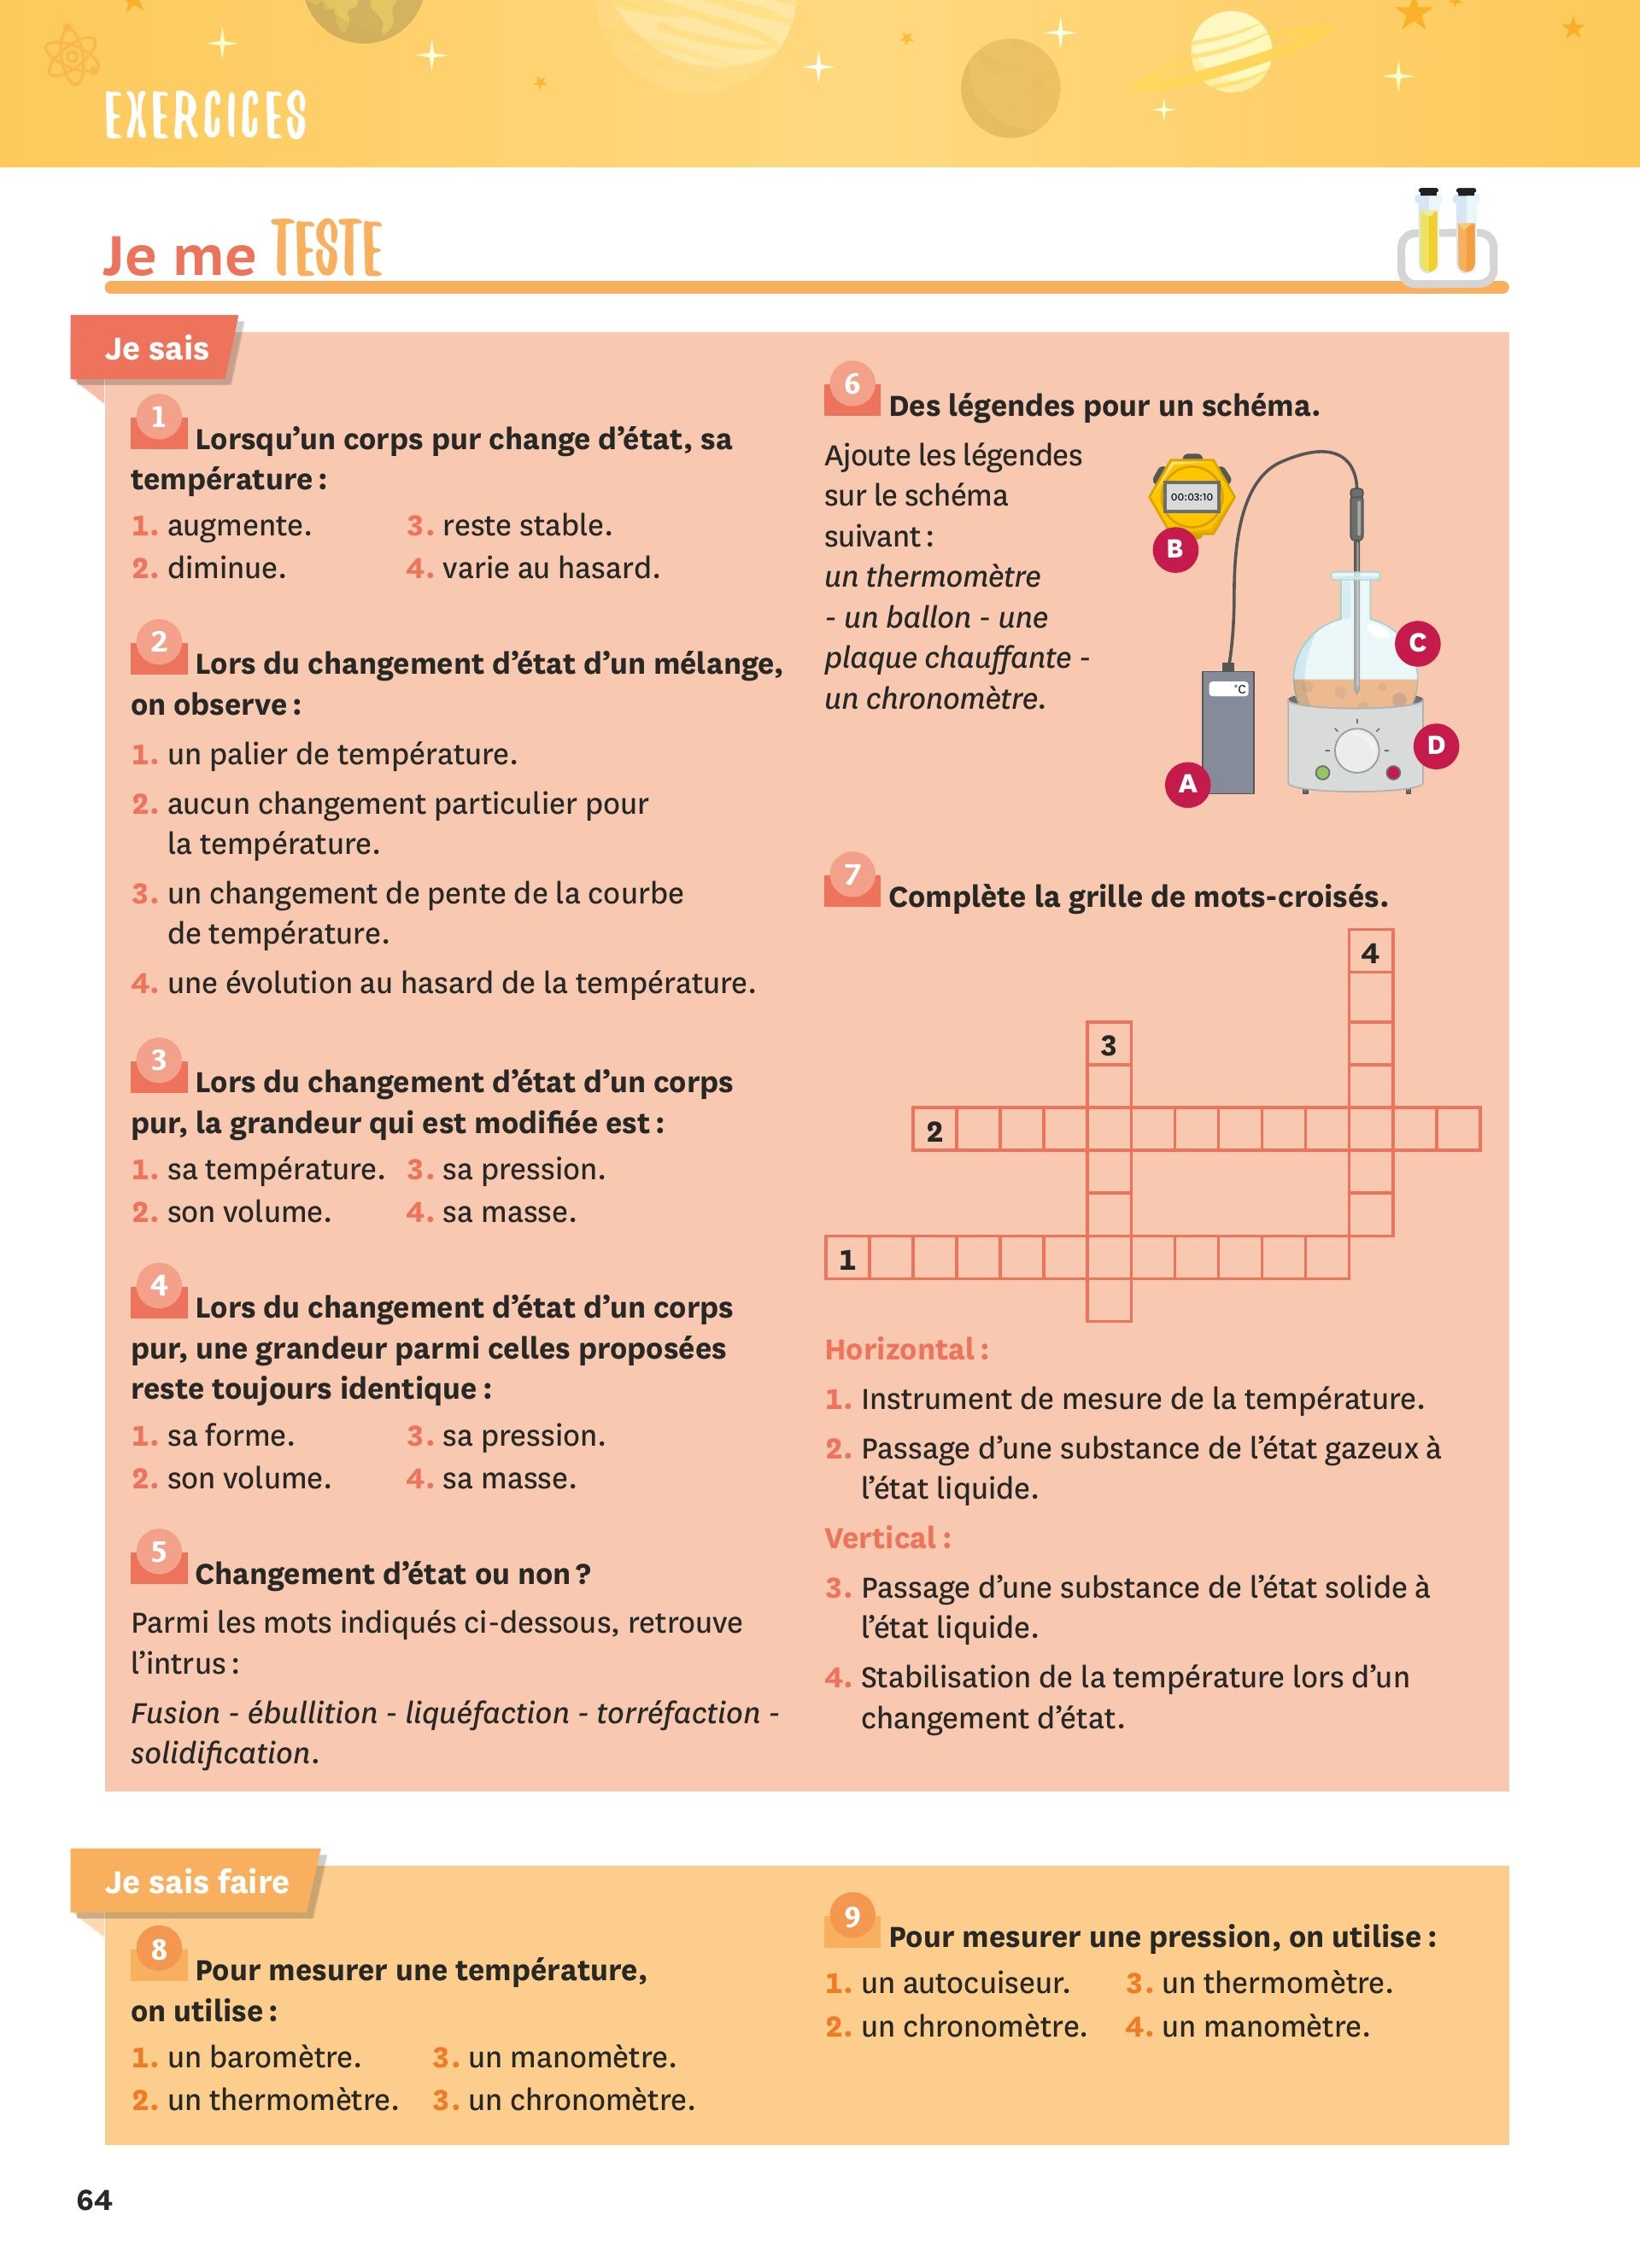 EXERCICES
Je me TESTE
Je sais
1 Lorsqu’un corps pur change d’état, sa
température :
1. augmente. 3. reste stable.
2. diminue. 4. varie au hasard.
2 Lors du changement d’état d’un mélange,
on observe :
1. un palier de température.
2. aucun changement particulier pour
la température.
3. un changement de pente de la courbe
de température.
4. une évolution au hasard de la température.
3 Lors du changement d’état d’un corps
pur, la grandeur qui est modifiée est :
1. sa température. 3. sa pression.
2. son volume. 4. sa masse.
4 Lors du changement d’état d’un corps
pur, une grandeur parmi celles proposées
reste toujours identique :
1. sa forme. 3. sa pression.
2. son volume. 4. sa masse.
5 Changement d’état ou non ?
Parmi les mots indiqués ci-dessous, retrouve
l’intrus :
Fusion - ébullition - liquéfaction - torréfaction -
solidification.
6 Des légendes pour un schéma.
Ajoute les légendes
sur le schéma
suivant :
un thermomètre
- un ballon - une
plaque chauffante -
un chronomètre.
00:03:10
B
C
°C
D
A
7 Complète la grille de mots-croisés.
4
3
2
1
Horizontal :
1. Instrument de mesure de la température.
2. Passage d’une substance de l’état gazeux à
l’état liquide.
Vertical :
3. Passage d’une substance de l’état solide à
l’état liquide.
4. Stabilisation de la température lors d’un
changement d’état.
Je sais faire
8 Pour mesurer une température,
on utilise :
1. un baromètre. 3. un manomètre.
2. un thermomètre. 3. un chronomètre.
9 Pour mesurer une pression, on utilise :
1. un autocuiseur. 3. un thermomètre.
2. un chronomètre. 4. un manomètre.
64